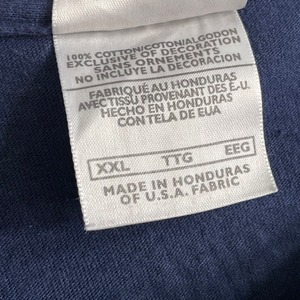 100% COTTON/COTON/ALGODON
EXCLUSIVE OF DECORATION
SANS ORNEMENTS
NO INCLUYE LA DECORACION
FABRIQUÉ AU HONDURAS
AVEC TISSU PROVENANT DES E.-U.
HECHO EN HONDURAS
CON TELA DE EUA
XXL TTG EEG
MADE IN HONDURAS
OF U.S.A. FABRIC